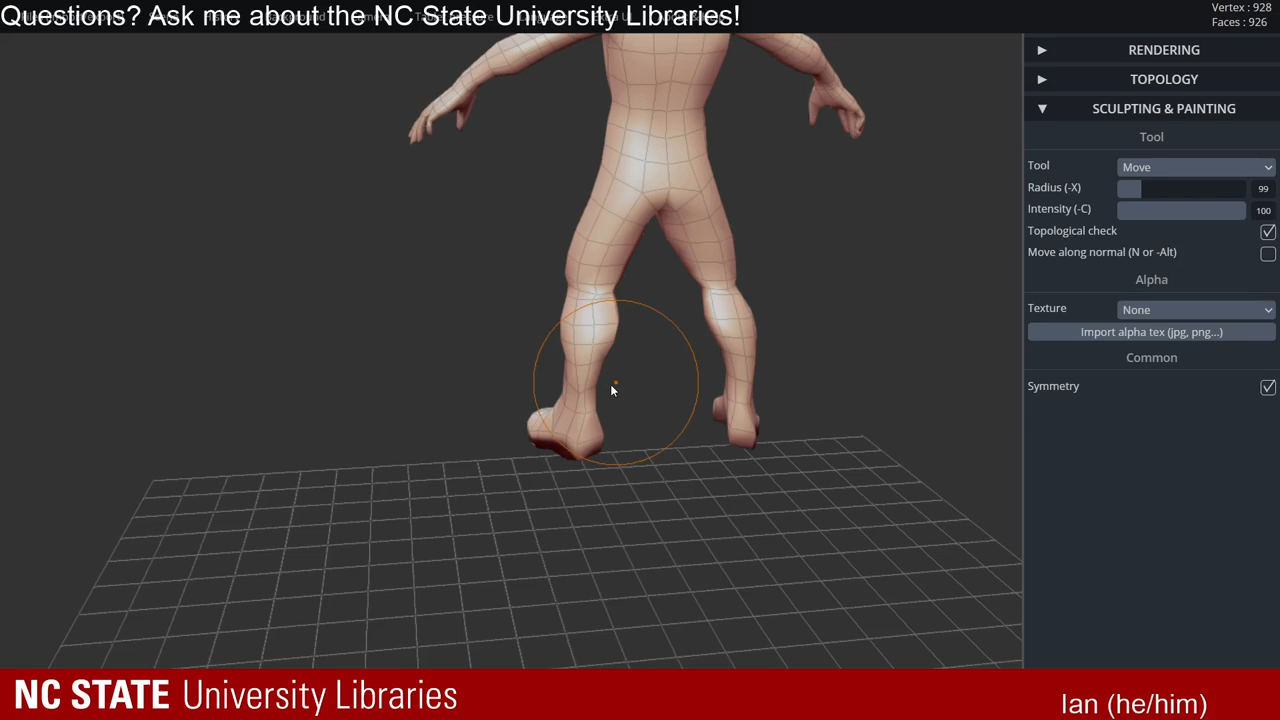 Questions? Ask me about the NC State University Libraries!
Vertex : 928
Faces : 926
RENDERING
TOPOLOGY
SCULPTING & PAINTING
Tool
Tool Move
Radius (-X) 99
Intensity (-C) 100
Topological check
Move along normal (N or -Alt)
Alpha
Texture None
Import alpha tex (jpg, png...)
Common
Symmetry
NC STATE University Libraries
Ian (he/him)